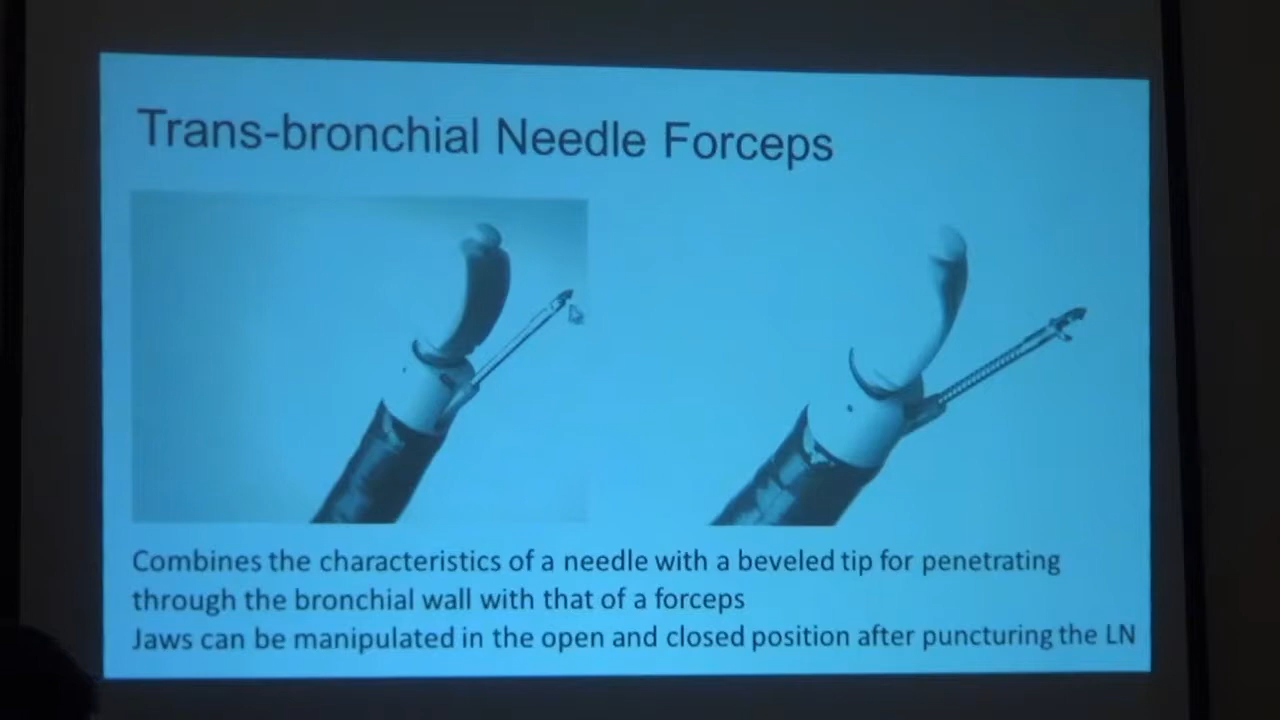 Trans-bronchial Needle Forceps
Combines the characteristics of a needle with a beveled tip for penetrating
through the bronchial wall with that of a forceps
Jaws can be manipulated in the open and closed position after puncturing the LN